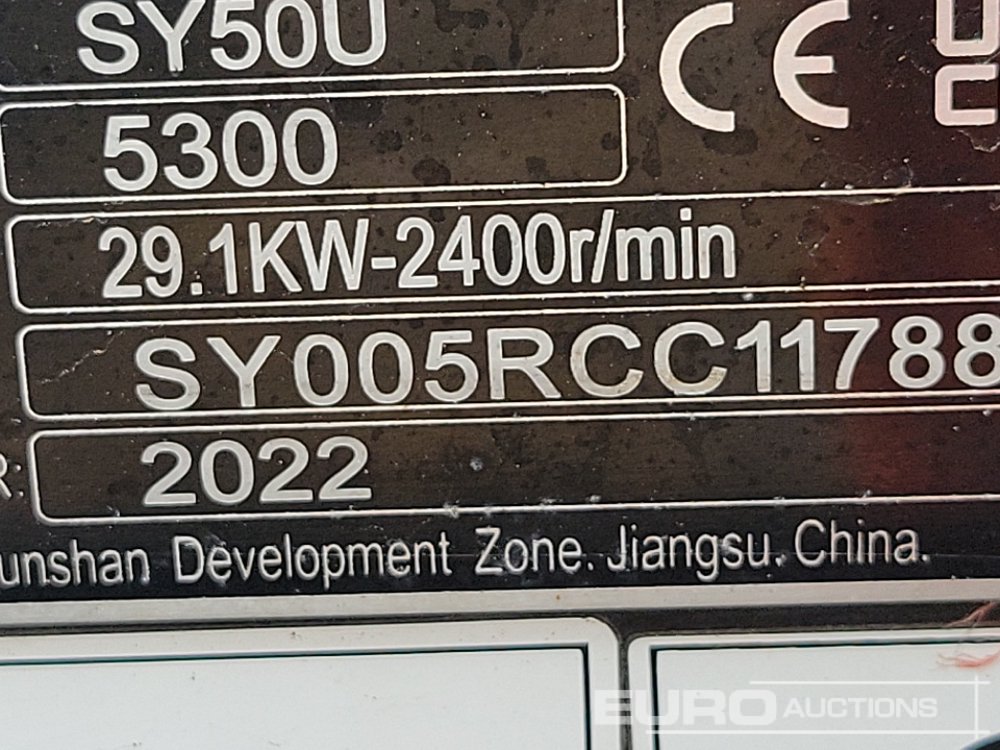 SY50U
CE
5300
29.1KW-2400r/min
SY005RCC11788
R:
2022
unshan Development Zone. Jiangsu. China.
EURO AUCTIONS